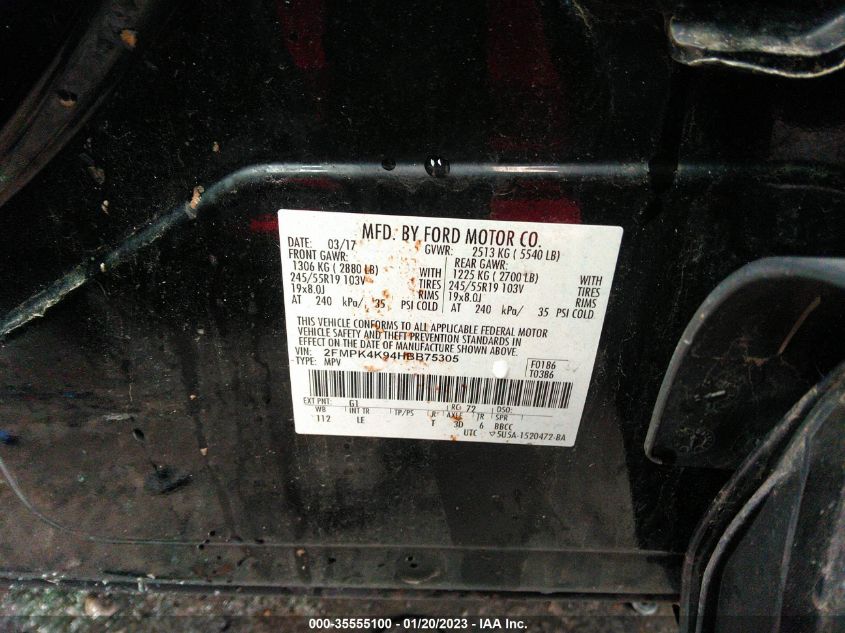 MFD. BY FORD MOTOR CO.
DATE: 03/17 GVWR: 2513 KG ( 5540 LB)
FRONT GAWR: REAR GAWR:
1306 KG ( 2880 LB) WITH 1225 KG ( 2700 LB) WITH
245/55R19 103V TIRES 245/55R19 103V TIRES
19x8.0J RIMS 19x8.0J RIMS
AT 240 kPa/ 35 PSI COLD AT 240 kPa/ 35 PSI COLD
THIS VEHICLE CONFORMS TO ALL APPLICABLE FEDERAL MOTOR
VEHICLE SAFETY AND THEFT PREVENTION STANDARDS IN
EFFECT ON THE DATE OF MANUFACTURE SHOWN ABOVE.
VIN: 2FMPK4K94HBB75305
TYPE: MPV
F0186
T0386
EXT PNT: G1 RC: 72 DSO:
WB INT TR TP/PS R AXLE TR SPR
112 LE T 3D 6 BBCC
UTC 5U5A-1520472-BA
000-35555100 - 01/20/2023 - IAA Inc.